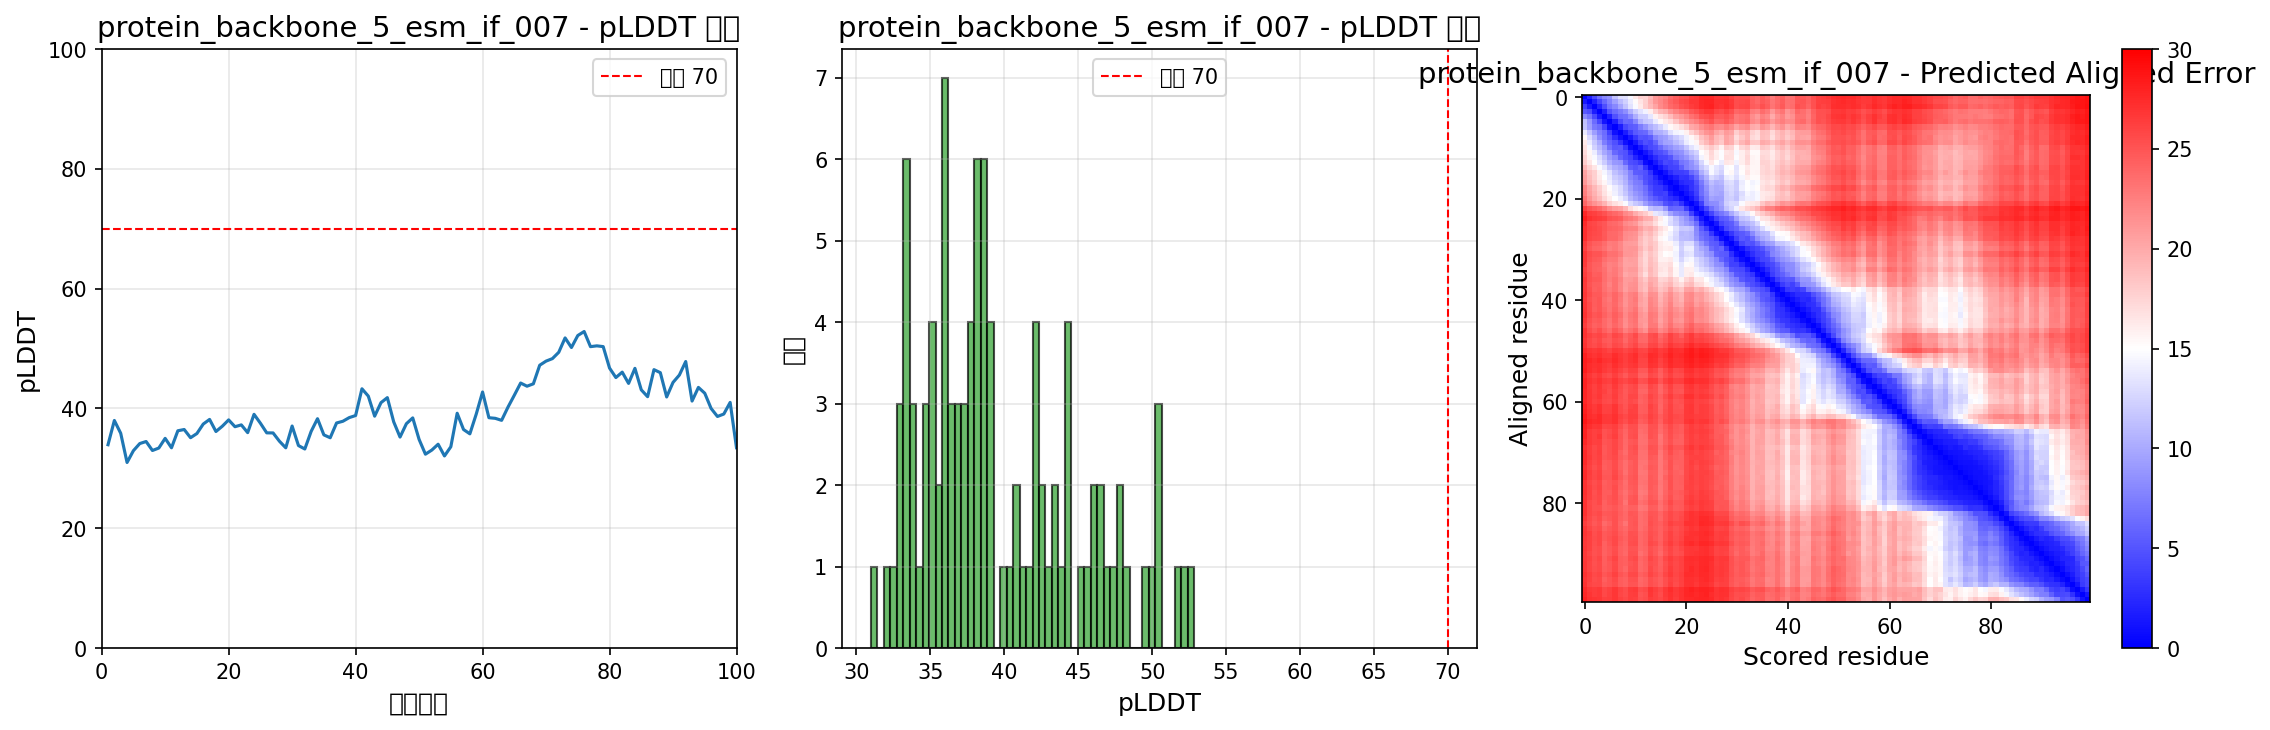 protein_backbone_5_esm_if_007 - pLDDT
100
80
60
40
20
0
pLDDT
70
0 20 40 60 80 100
protein_backbone_5_esm_if_007 - pLDDT
7
6
5
4
3
2
1
0
70
30 35 40 45 50 55 60 65 70
pLDDT
protein_backbone_5_esm_if_007 - Predicted Aligned Error
0
20
40
60
80
Aligned residue
0 20 40 60 80
Scored residue
30
25
20
15
10
5
0